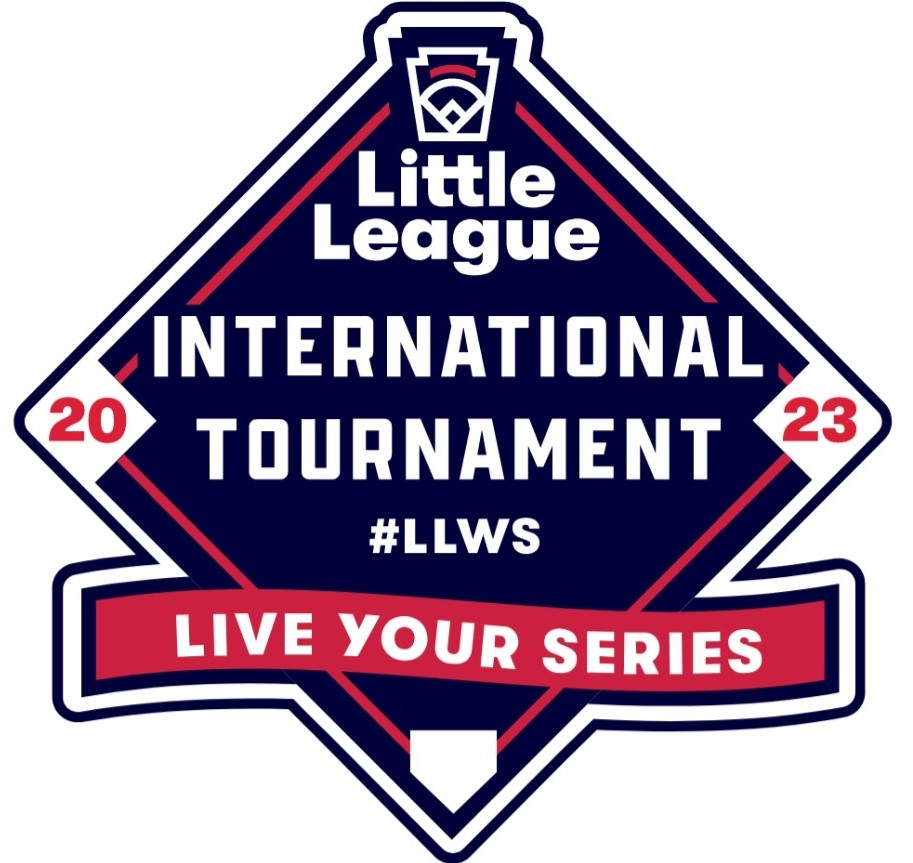 Little
League
INTERNATIONAL
TOURNAMENT
20
23
#LLWS
LIVE YOUR SERIES